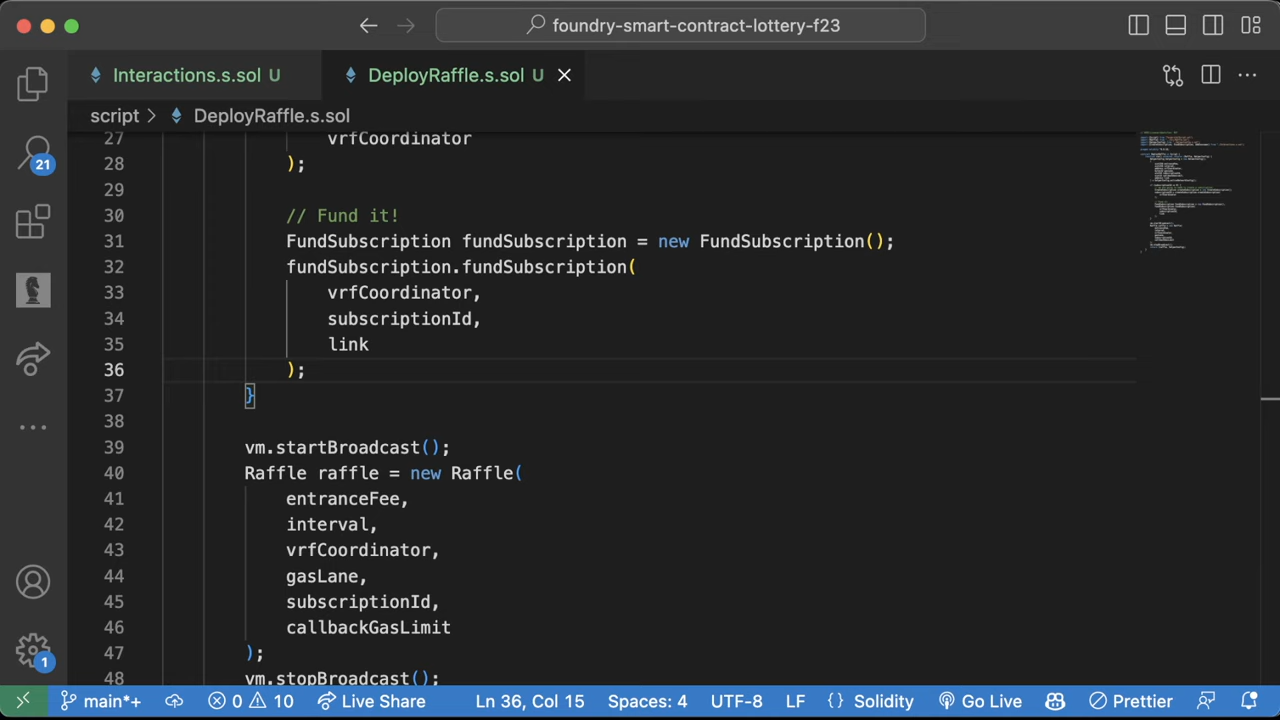 foundry-smart-contract-lottery-f23
Interactions.s.sol U
DeployRaffle.s.sol U
script > DeployRaffle.s.sol
27 vrfCoordinator
28 );
29
30 // Fund it!
31 FundSubscription fundSubscription = new FundSubscription();
32 fundSubscription.fundSubscription(
33 vrfCoordinator,
34 subscriptionId,
35 link
36 );
37 }
38
39 vm.startBroadcast();
40 Raffle raffle = new Raffle(
41 entranceFee,
42 interval,
43 vrfCoordinator,
44 gasLane,
45 subscriptionId,
46 callbackGasLimit
47 );
48 vm.stopBroadcast();
21
1
main*+ 0 10 Live Share Ln 36, Col 15 Spaces: 4 UTF-8 LF {} Solidity Go Live Prettier